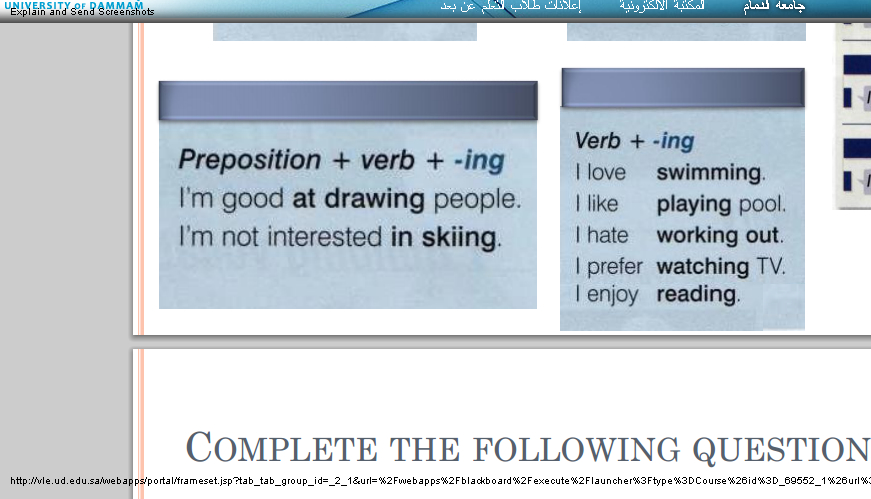 UNIVERSITY OF DAMMAM
Explain and Send Screenshots
جامعة الدمام
المكتبة الالكترونية
إعلانات طلاب التعلم عن بعد
Preposition + verb + -ing
I'm good at drawing people.
I'm not interested in skiing.
Verb + -ing
I love swimming.
I like playing pool.
I hate working out.
I prefer watching TV.
I enjoy reading.
COMPLETE THE FOLLOWING QUESTION
http://vle.ud.edu.sa/webapps/portal/frameset.jsp?tab_tab_group_id=_2_1&url=%2Fwebapps%2Fblackboard%2Fexecute%2Flauncher%3Ftype%3DCourse%26id%3D_69552_1%26url%3